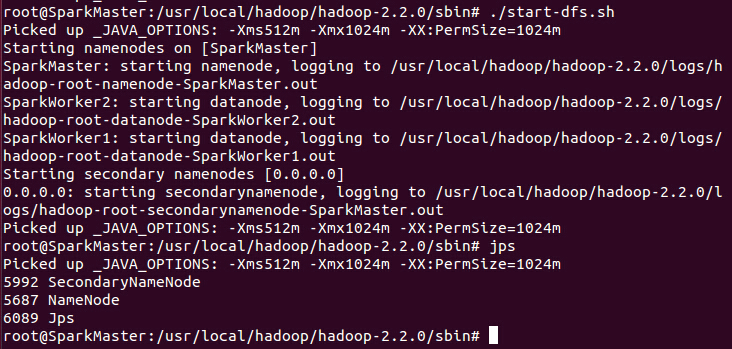 root@SparkMaster:/usr/local/hadoop/hadoop-2.2.0/sbin# ./start-dfs.sh
Picked up _JAVA_OPTIONS: -Xms512m -Xmx1024m -XX:PermSize=1024m
Starting namenodes on [SparkMaster]
SparkMaster: starting namenode, logging to /usr/local/hadoop/hadoop-2.2.0/logs/h
adoop-root-namenode-SparkMaster.out
SparkWorker2: starting datanode, logging to /usr/local/hadoop/hadoop-2.2.0/logs/
hadoop-root-datanode-SparkWorker2.out
SparkWorker1: starting datanode, logging to /usr/local/hadoop/hadoop-2.2.0/logs/
hadoop-root-datanode-SparkWorker1.out
Starting secondary namenodes [0.0.0.0]
0.0.0.0: starting secondarynamenode, logging to /usr/local/hadoop/hadoop-2.2.0/l
ogs/hadoop-root-secondarynamenode-SparkMaster.out
Picked up _JAVA_OPTIONS: -Xms512m -Xmx1024m -XX:PermSize=1024m
root@SparkMaster:/usr/local/hadoop/hadoop-2.2.0/sbin# jps
Picked up _JAVA_OPTIONS: -Xms512m -Xmx1024m -XX:PermSize=1024m
5992 SecondaryNameNode
5687 NameNode
6089 Jps
root@SparkMaster:/usr/local/hadoop/hadoop-2.2.0/sbin#